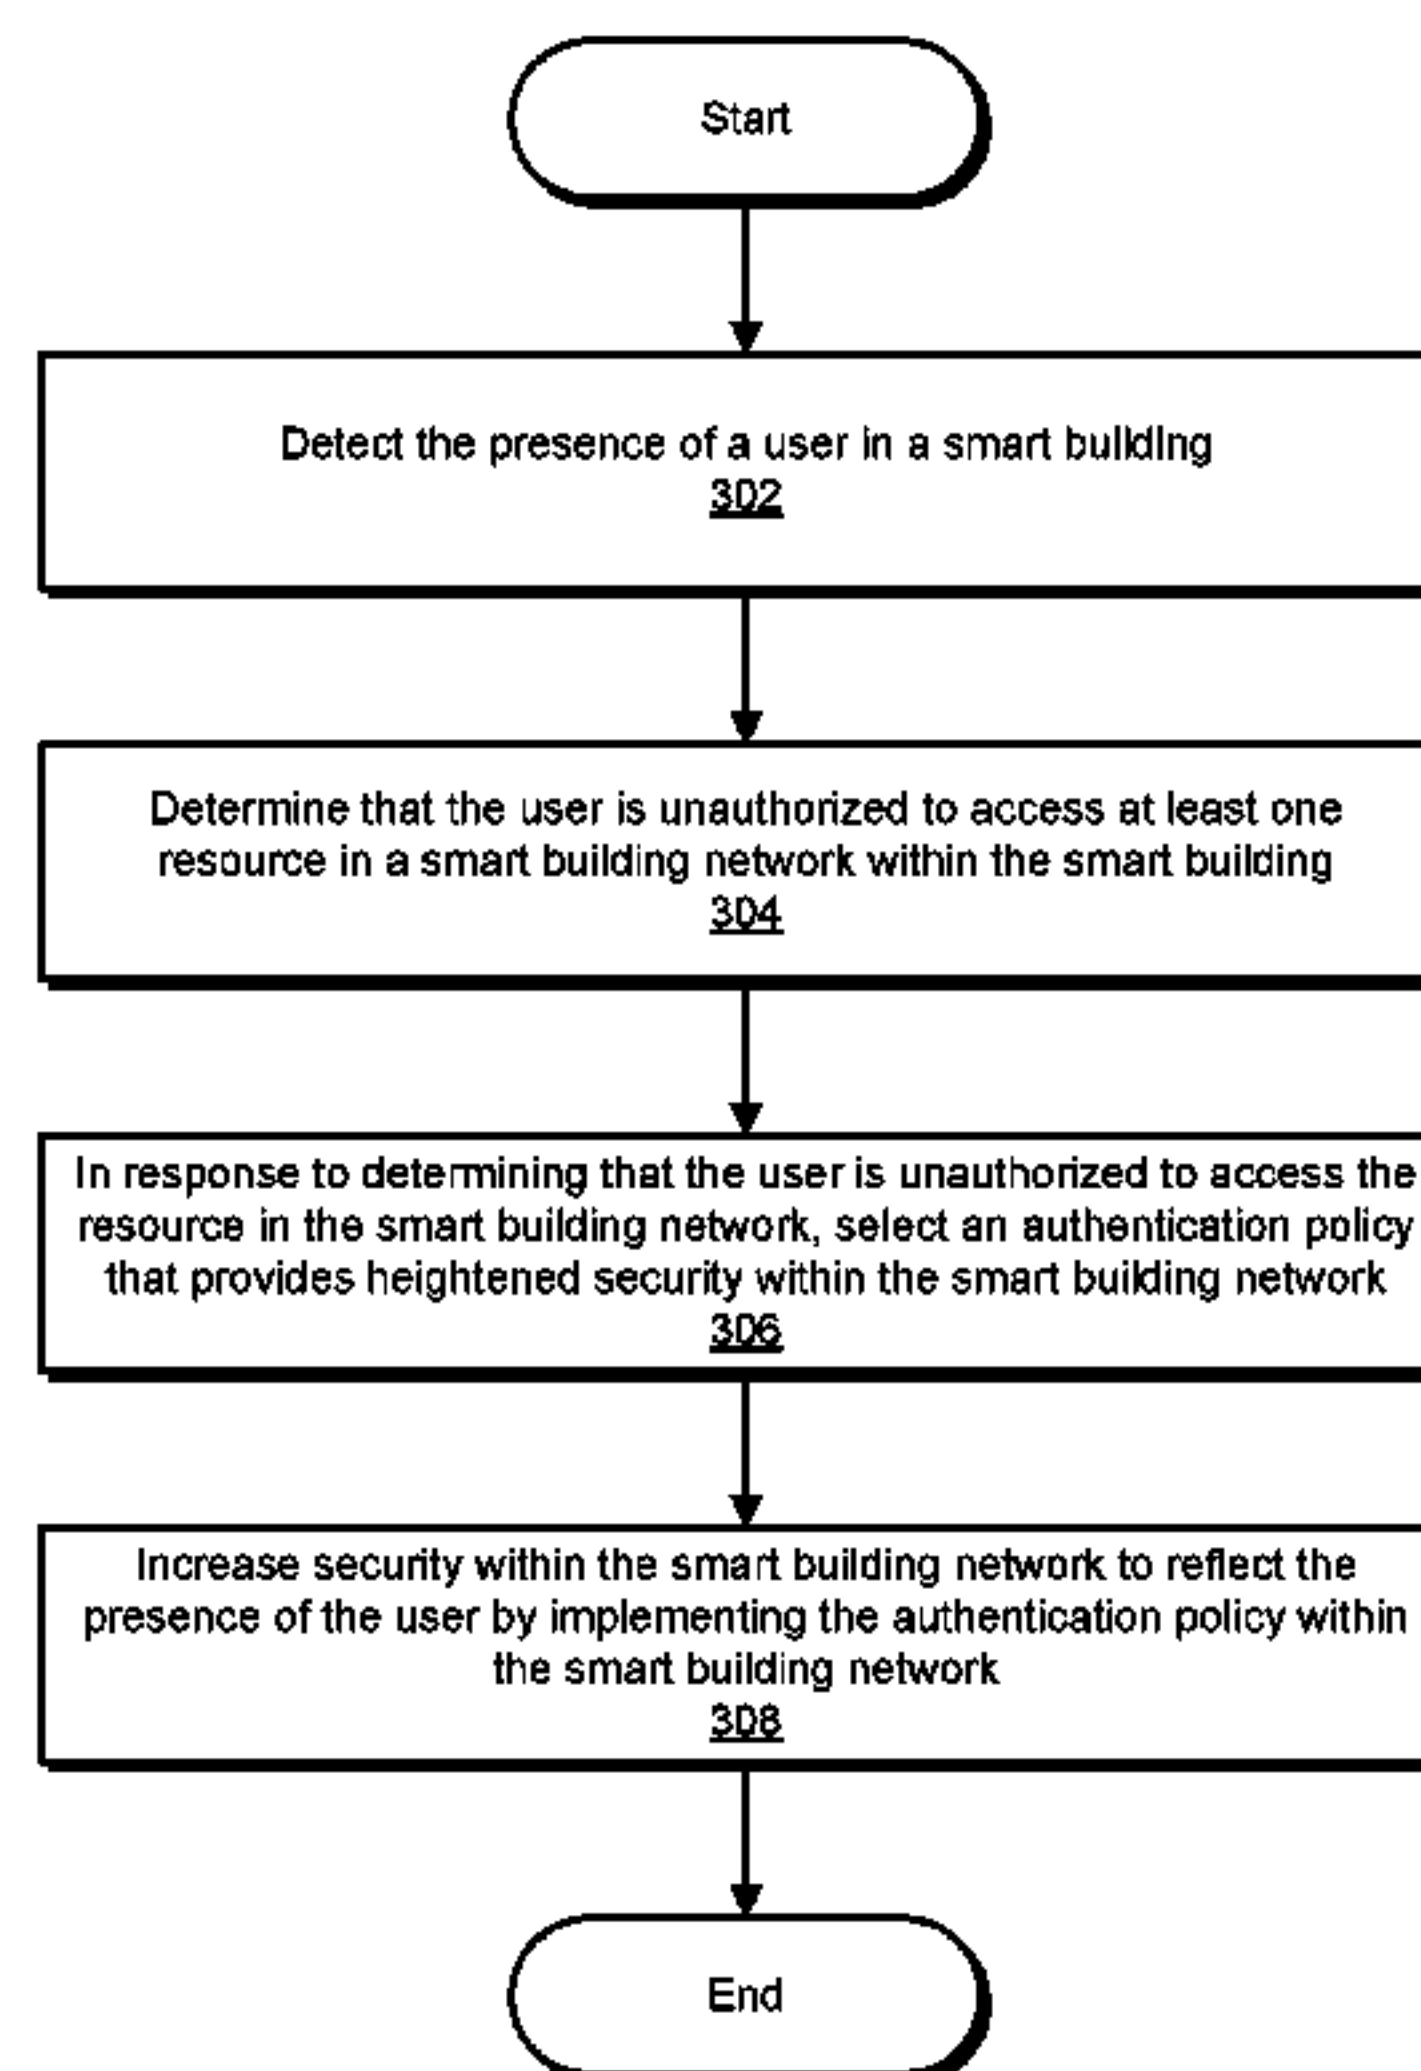 Start
Detect the presence of a user in a smart building
302
Determine that the user is unauthorized to access at least one
resource in a smart building network within the smart building
304
In response to determining that the user is unauthorized to access the
resource in the smart building network, select an authentication policy
that provides heightened security within the smart building network
306
Increase security within the smart building network to reflect the
presence of the user by implementing the authentication policy within
the smart building network
308
End